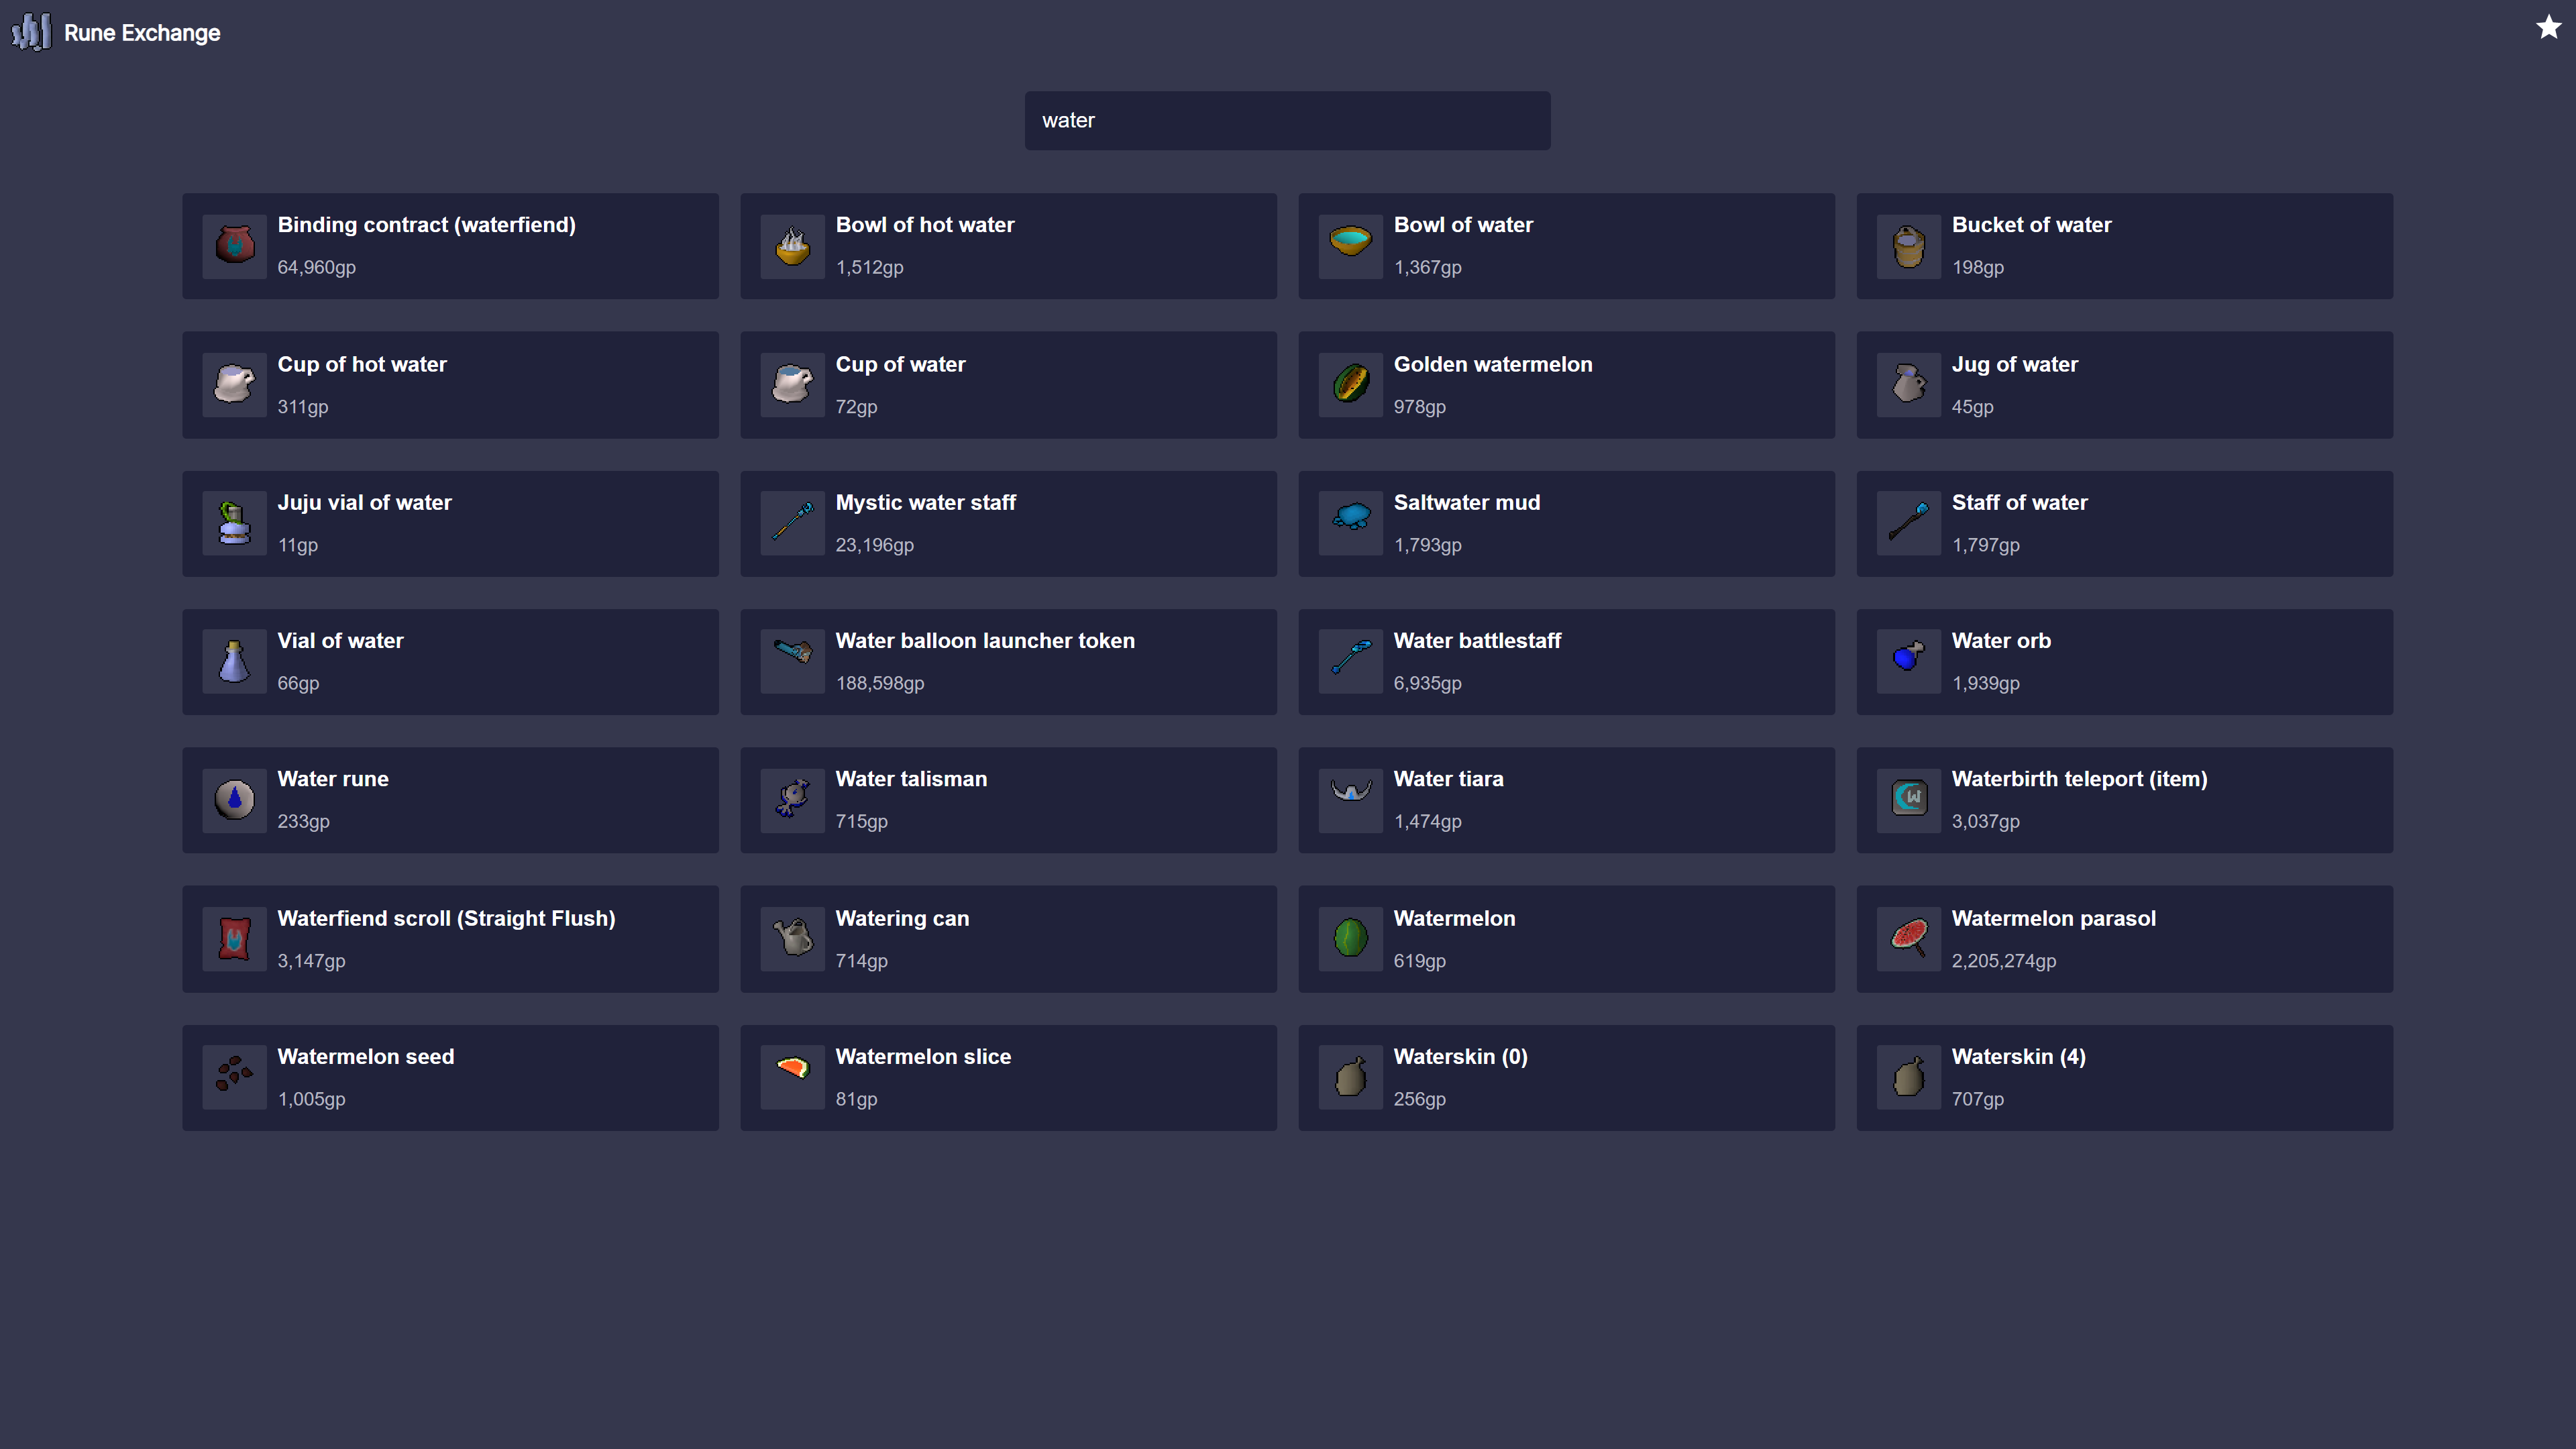 Rune Exchange
water
Binding contract (waterfiend)
64,960gp
Bowl of hot water
1,512gp
Bowl of water
1,367gp
Bucket of water
198gp
Cup of hot water
311gp
Cup of water
72gp
Golden watermelon
978gp
Jug of water
45gp
Juju vial of water
11gp
Mystic water staff
23,196gp
Saltwater mud
1,793gp
Staff of water
1,797gp
Vial of water
66gp
Water balloon launcher token
188,598gp
Water battlestaff
6,935gp
Water orb
1,939gp
Water rune
233gp
Water talisman
715gp
Water tiara
1,474gp
Waterbirth teleport (item)
3,037gp
Waterfiend scroll (Straight Flush)
3,147gp
Watering can
714gp
Watermelon
619gp
Watermelon parasol
2,205,274gp
Watermelon seed
1,005gp
Watermelon slice
81gp
Waterskin (0)
256gp
Waterskin (4)
707gp